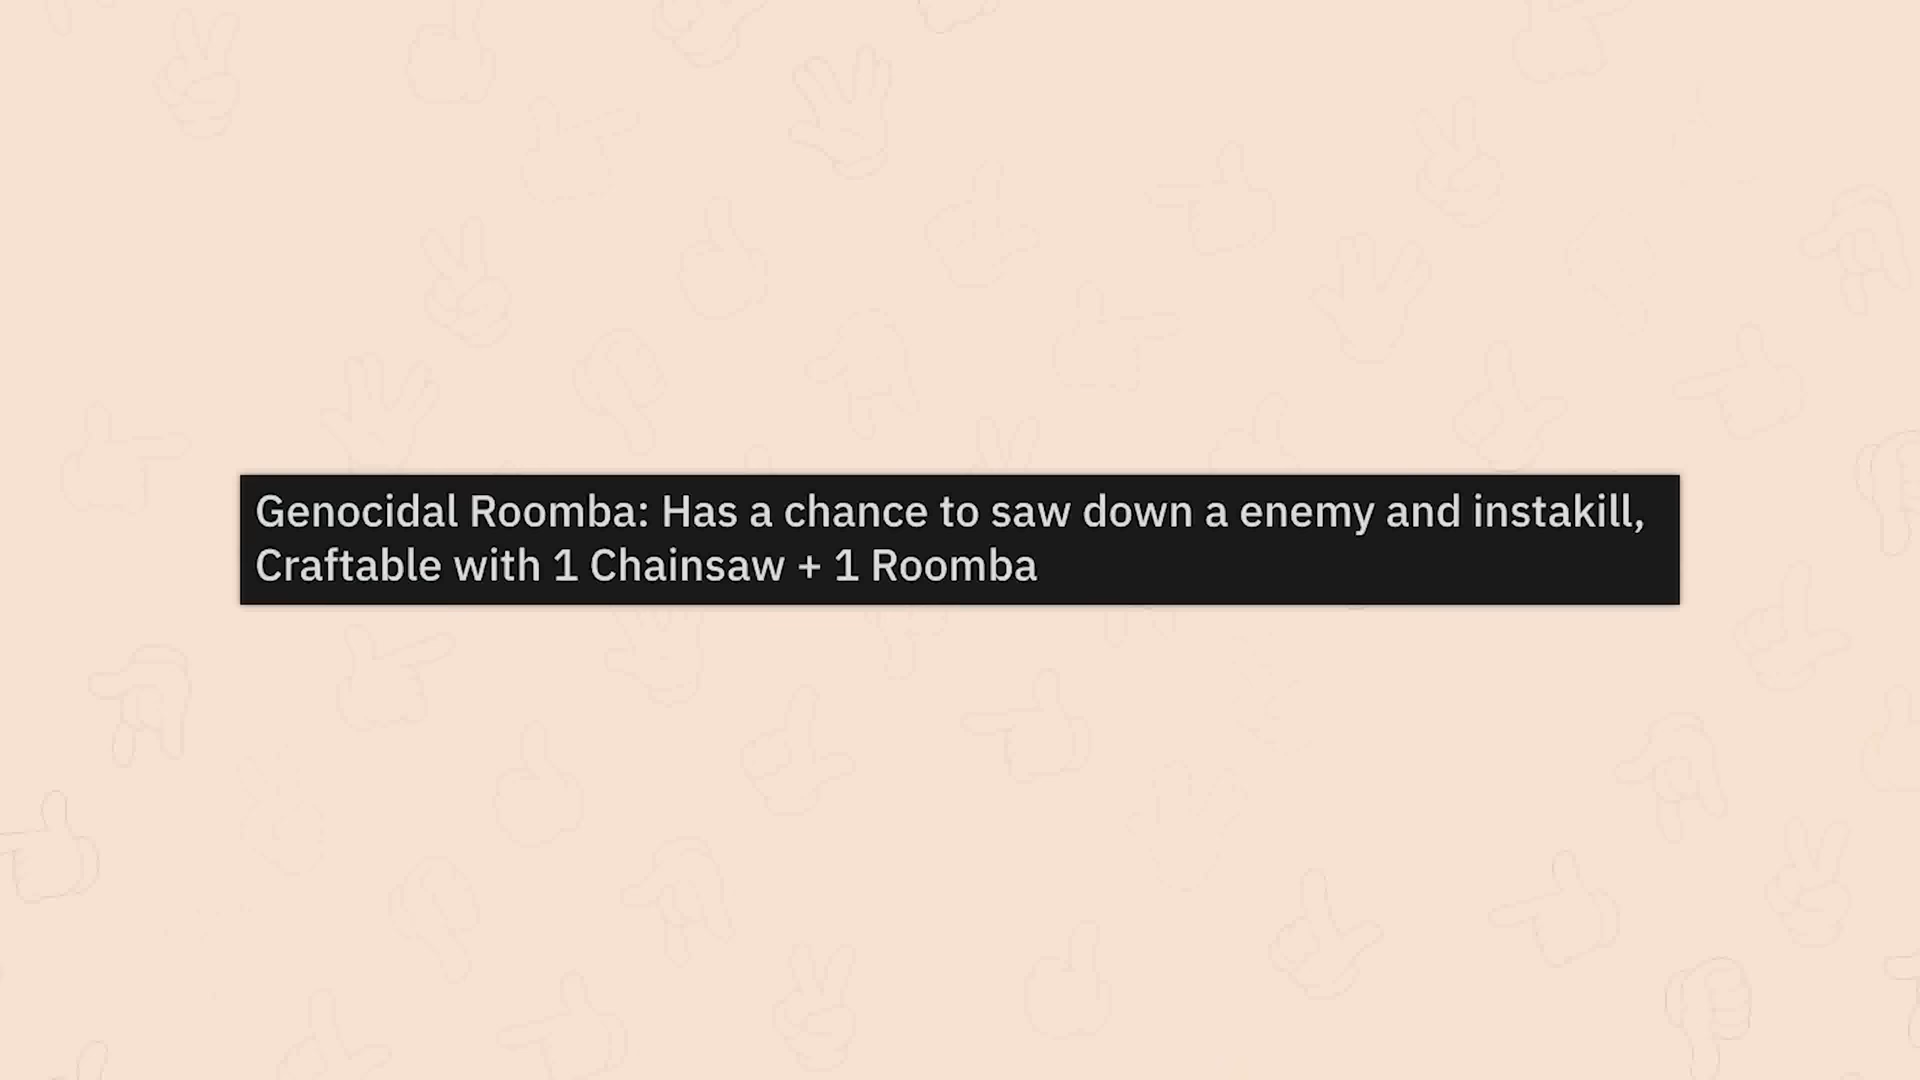 Genocidal Roomba: Has a chance to saw down a enemy and instakill,
Craftable with 1 Chainsaw + 1 Roomba